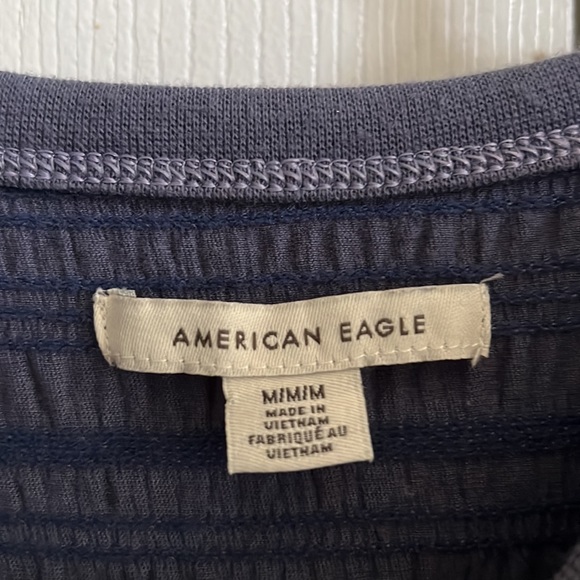 AMERICAN EAGLE
M/M/M
MADE IN
VIETNAM
FABRIQUÉ AU
VIETNAM